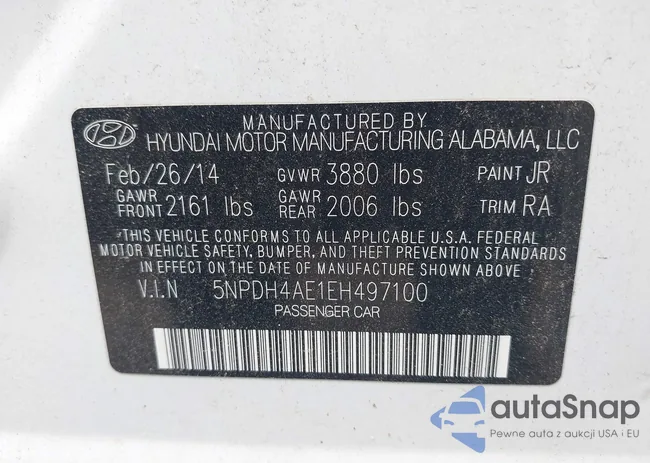 MANUFACTURED BY
HYUNDAI MOTOR MANUFACTURING ALABAMA, LLC
Feb/26/14 GVWR 3880 lbs PAINT JR
GAWR FRONT 2161 lbs GAWR REAR 2006 lbs TRIM RA
THIS VEHICLE CONFORMS TO ALL APPLICABLE U.S.A. FEDERAL
MOTOR VEHICLE SAFETY, BUMPER, AND THEFT PREVENTION STANDARDS
IN EFFECT ON THE DATE OF MANUFACTURE SHOWN ABOVE.
V.I.N 5NPDH4AE1EH497100
PASSENGER CAR
autaSnap
Pewne auta z aukcji USA i EU